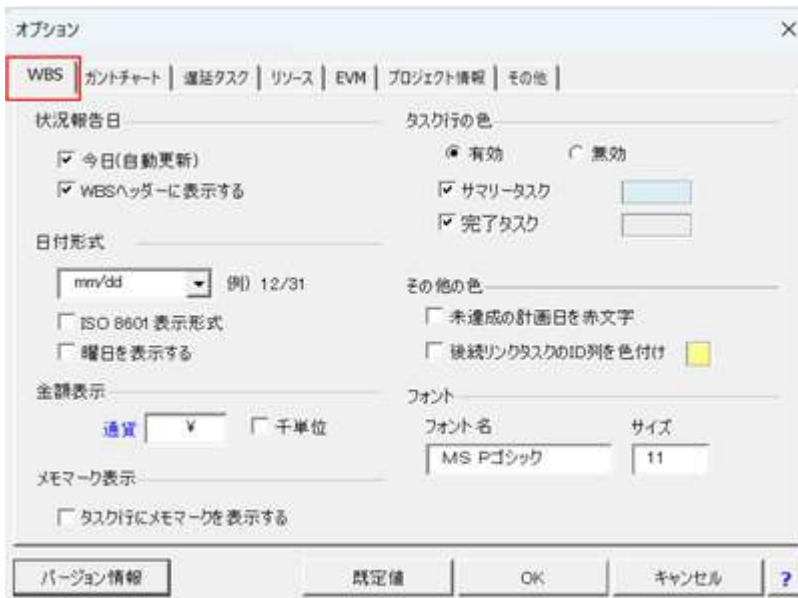 オプション
WBS ガントチャート 遅延タスク リソース EVM プロジェクト情報 その他
状況報告日
今日(自動更新)
WBSヘッダーに表示する
日付形式
mm/dd 例) 12/31
ISO 8601 表示形式
曜日を表示する
金額表示
通貨 ¥ 千単位
メモマーク表示
タスク行にメモマークを表示する
タスク行の色
有効 無効
サマリータスク
完了タスク
その他の色
未達成の計画日を赤文字
後続リンクタスクのID列を色付け
フォント
フォント名 サイズ
MS Pゴシック 11
バージョン情報 既定値 OK キャンセル ?